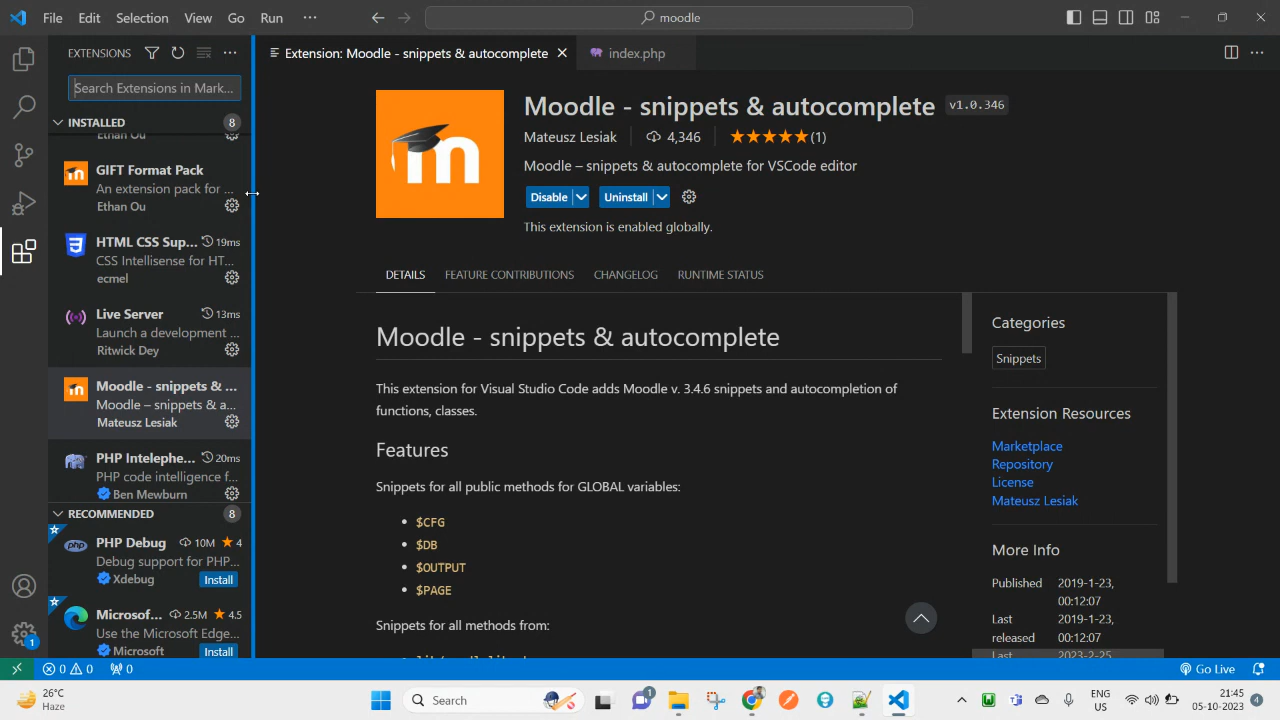 File Edit Selection View Go Run ···
moodle
EXTENSIONS
Extension: Moodle - snippets & autocomplete
index.php
Search Extensions in Mark...
INSTALLED 8
Ethan Ou
GIFT Format Pack
An extension pack for ...
Ethan Ou
HTML CSS Sup... 19ms
CSS Intellisense for HT...
ecmel
Live Server 13ms
Launch a development ...
Ritwick Dey
Moodle - snippets & ...
Moodle – snippets & a...
Mateusz Lesiak
PHP Intelephe... 20ms
PHP code intelligence f...
Ben Mewburn
RECOMMENDED 8
PHP Debug 10M 4
Debug support for PHP...
Xdebug Install
Microsof... 2.5M 4.5
Use the Microsoft Edge...
Microsoft Install
m
Moodle - snippets & autocomplete v1.0.346
Mateusz Lesiak 4,346 (1)
Moodle – snippets & autocomplete for VSCode editor
Disable Uninstall
This extension is enabled globally.
DETAILS FEATURE CONTRIBUTIONS CHANGELOG RUNTIME STATUS
Moodle - snippets & autocomplete
This extension for Visual Studio Code adds Moodle v. 3.4.6 snippets and autocompletion of
functions, classes.
Features
Snippets for all public methods for GLOBAL variables:
• $CFG
• $DB
• $OUTPUT
• $PAGE
Snippets for all methods from:
Categories
Snippets
Extension Resources
Marketplace
Repository
License
Mateusz Lesiak
More Info
Published 2019-1-23,
00:12:07
Last 2019-1-23,
released 00:12:07
Last 2023-2-25
1
0 0 0
Go Live
26°C
Haze
Search
1
ENG
US
21:45
05-10-2023
4